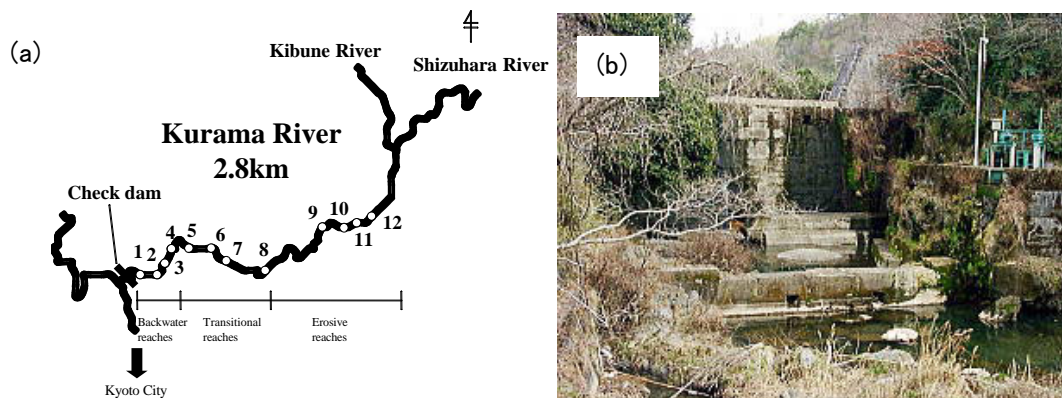 (a)
Kibune River
4
Shizuhara River
Kurama River
2.8km
Check dam
1
2
3
4
5
6
7
8
9
10
11
12
Backwater
reaches
Transitional
reaches
Erosive
reaches
Kyoto City
(b)